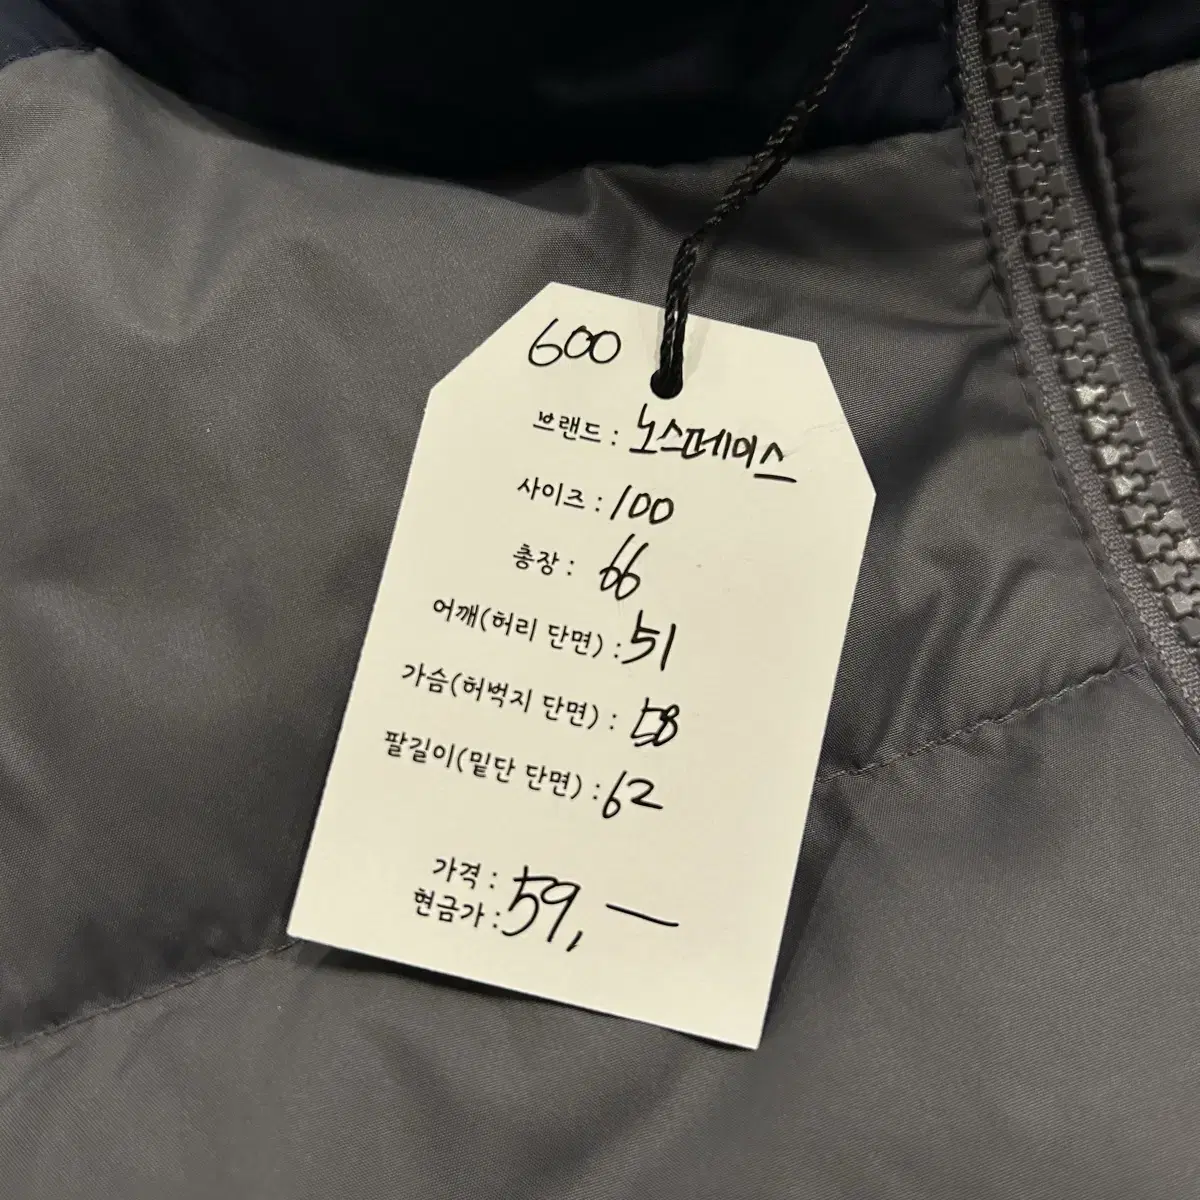 600
브랜드 : 노스페이스
사이즈 : 100
총장 : 66
어깨(허리 단면) : 51
가슴(허벅지 단면) : 58
팔길이(밑단 단면) : 62
가격 :
현금가 : 59,—